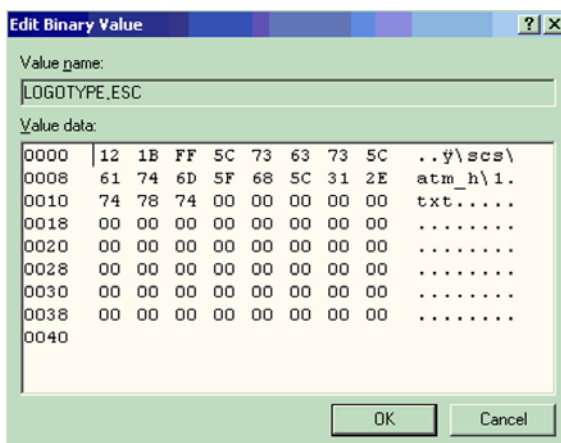 Edit Binary Value
? X
Value name:
LOGOTYPE,ESC
Value data:
0000 12 1B FF 5C 73 63 73 5C ..ÿ\scs\
0008 61 74 6D 5F 68 5C 31 2E atm_h\1.
0010 74 78 74 00 00 00 00 00 txt.....
0018 00 00 00 00 00 00 00 00 ........
0020 00 00 00 00 00 00 00 00 ........
0028 00 00 00 00 00 00 00 00 ........
0030 00 00 00 00 00 00 00 00 ........
0038 00 00 00 00 00 00 00 00 ........
0040
OK Cancel